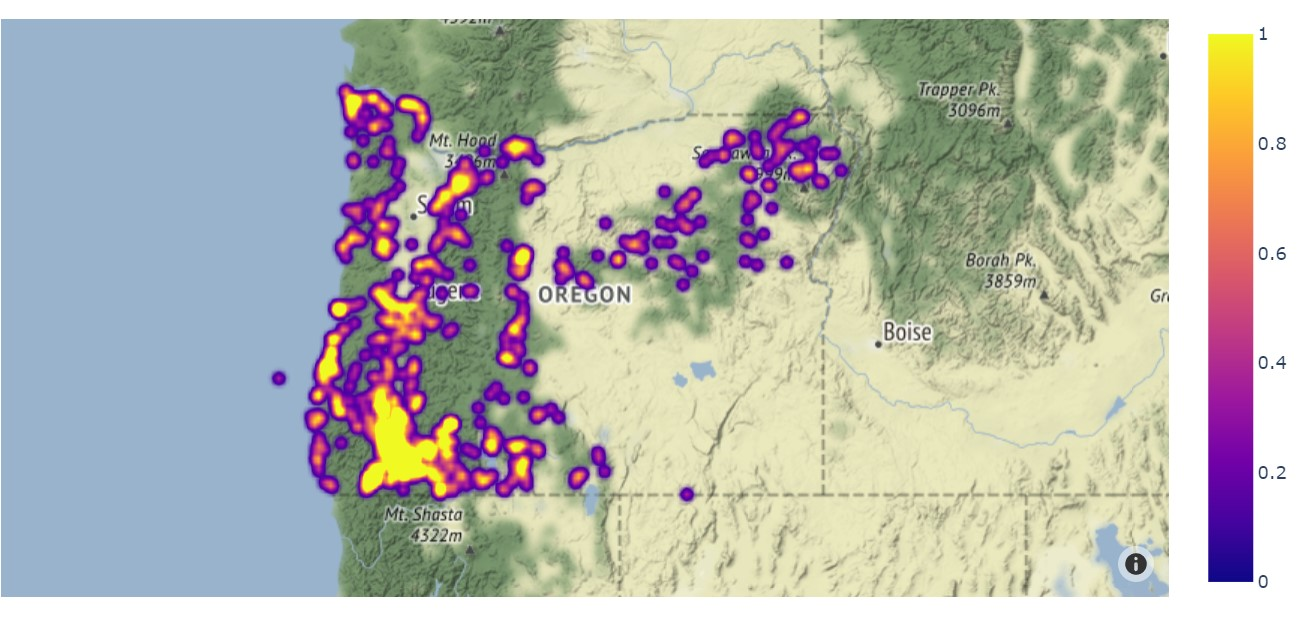 Trapper Pk.
3096m
Mt. Hood
OREGON
Borah Pk.
3859m
Boise
Mt. Shasta
4322m
i
1
0.8
0.6
0.4
0.2
0